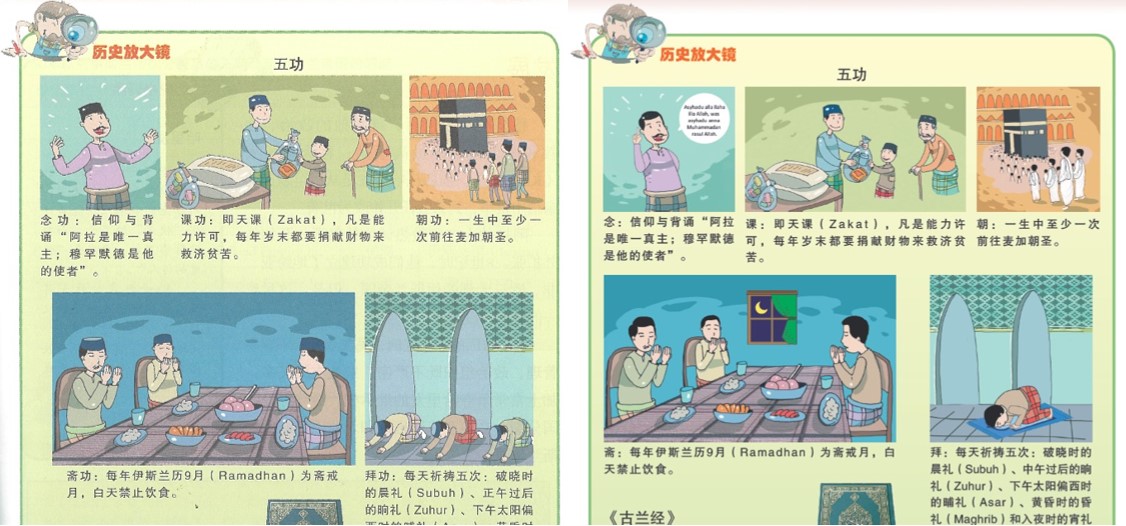 历史放大镜
五功
念功：信仰与背
诵“阿拉是唯一真
主；穆罕默德是他
的使者”。
课功：即天课（Zakat），凡是能
力许可，每年岁末都要捐献财物来
救济贫苦。
朝功：一生中至少一
次前往麦加朝圣。
斋功：每年伊斯兰历9月（Ramadhan）为斋戒
月，白天禁止饮食。
拜功：每天祈祷五次：破晓时
的晨礼（Subuh）、正午过后
的晌礼（Zuhur）、下午太阳偏
西时的晡礼（Asar）、黄昏时
历史放大镜
五功
Asyhadu alla ilaha
illa Allah, waa
asyhadu anna
Muhammadan
rasul Allah.
念：信仰与背诵“阿拉
是唯一真主；穆罕默德
是他的使者”。
课：即天课（Zakat），凡是能力许
可，每年岁末都要捐献财物来救济贫
苦。
朝：一生中至少一次
前往麦加朝圣。
斋：每年伊斯兰历9月（Ramadhan）为斋戒月，白
天禁止饮食。
拜：每天祈祷五次：破晓时
的晨礼（Subuh）、中午过后的晌
礼（Zuhur）、下午太阳偏西时
的晡礼（Asar）、黄昏时的昏
礼（Maghrib）和入夜时的宵礼
《古兰经》